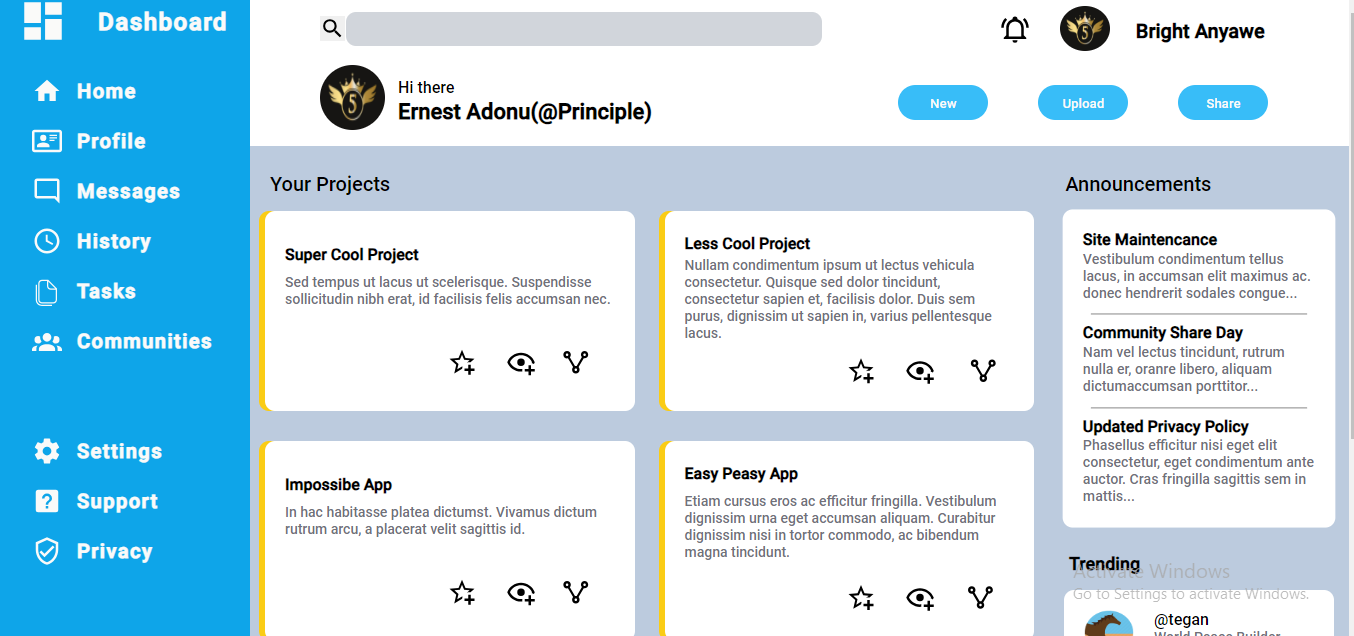 Dashboard
Home
Profile
Messages
History
Tasks
Communities
Settings
Support
Privacy
Bright Anyawe
Hi there
Ernest Adonu(@Principle)
New
Upload
Share
Your Projects
Super Cool Project
Sed tempus ut lacus ut scelerisque. Suspendisse
sollicitudin nibh erat, id facilisis felis accumsan nec.
Less Cool Project
Nullam condimentum ipsum ut lectus vehicula
consectetur. Quisque sed dolor tincidunt,
consectetur sapien et, facilisis dolor. Duis sem
purus, dignissim ut sapien in, varius pellentesque
lacus.
Impossibe App
In hac habitasse platea dictumst. Vivamus dictum
rutrum arcu, a placerat velit sagittis id.
Easy Peasy App
Etiam cursus eros ac efficitur fringilla. Vestibulum
dignissim urna eget accumsan aliquam. Curabitur
dignissim nisi in tortor commodo, ac bibendum
magna tincidunt.
Announcements
Site Maintencance
Vestibulum condimentum tellus
lacus, in accumsan elit maximus ac.
donec hendrerit sodales congue...
Community Share Day
Nam vel lectus tincidunt, rutrum
nulla er, oranre libero, aliquam
dictumaccumsan porttitor...
Updated Privacy Policy
Phasellus efficitur nisi eget elit
consectetur, eget condimentum ante
auctor. Cras fringilla sagittis sem in
mattis...
Trending
Activate Windows
Go to Settings to activate Windows.
@tegan
World Peace Builder
5
5